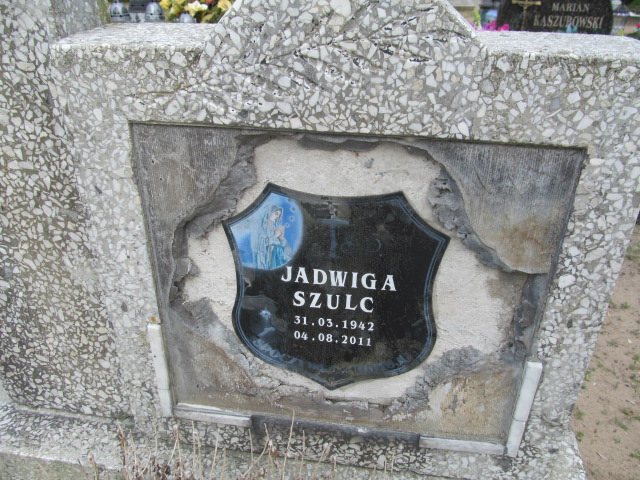 MARIAN
KASZUBOWSKI
JADWIGA
SZULC
31.03.1942
04.08.2011